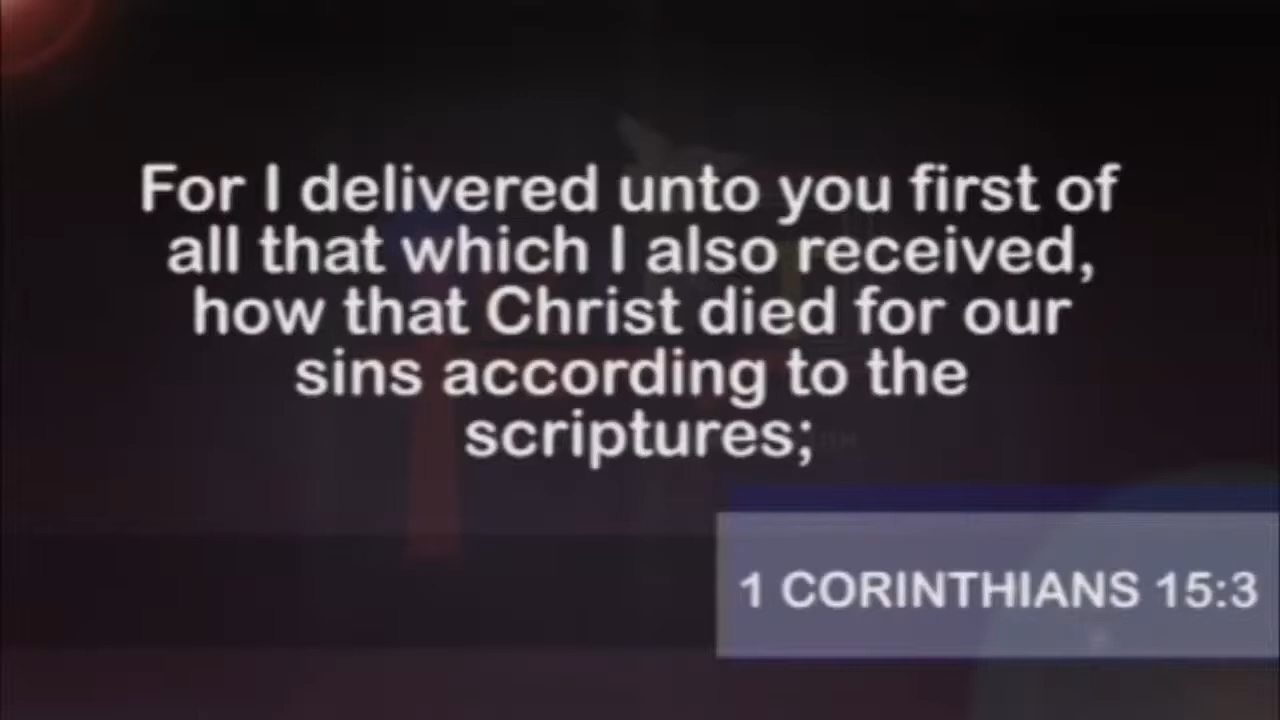 For I delivered unto you first of
all that which I also received,
how that Christ died for our
sins according to the
scriptures;
1 CORINTHIANS 15:3